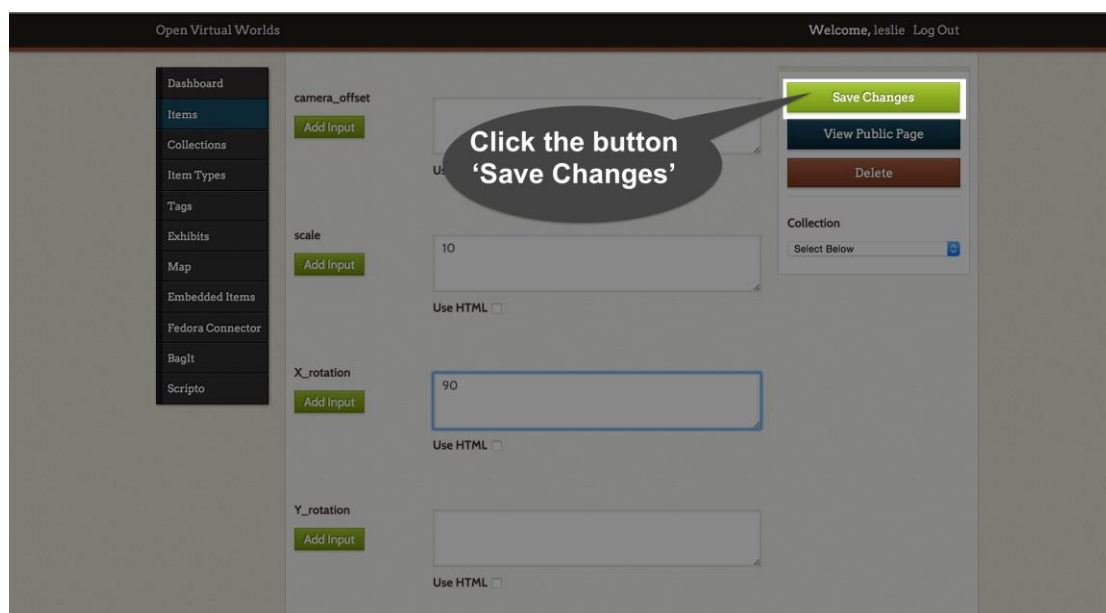 Open Virtual Worlds
Welcome, leslie Log Out
Dashboard
Items
Collections
Item Types
Tags
Exhibits
Map
Embedded Items
Fedora Connector
BagIt
Scripto
camera_offset
Add Input
Click the button
‘Save Changes’
scale
Add Input
10
Use HTML
X_rotation
Add Input
90
Use HTML
Y_rotation
Add Input
Use HTML
Save Changes
View Public Page
Delete
Collection
Select Below